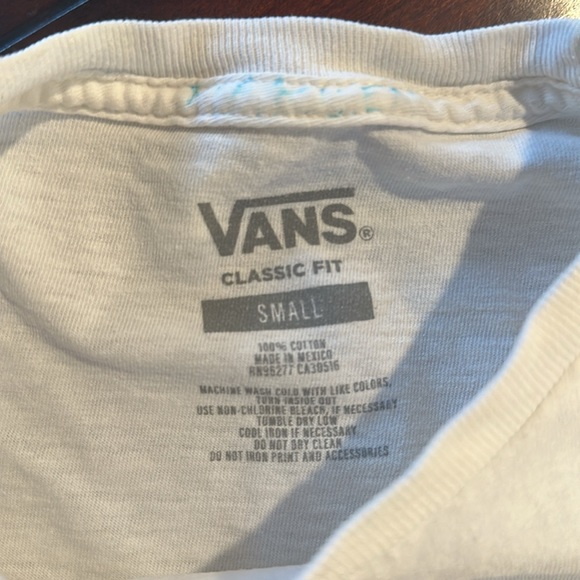 VANS®
CLASSIC FIT
SMALL
100% COTTON
MADE IN MEXICO
RN96277 CA30516
MACHINE WASH COLD WITH LIKE COLORS,
TURN INSIDE OUT
USE NON-CHLORINE BLEACH, IF NECESSARY
TUMBLE DRY LOW
COOL IRON IF NECESSARY
DO NOT DRY CLEAN
DO NOT IRON PRINT AND ACCESSORIES